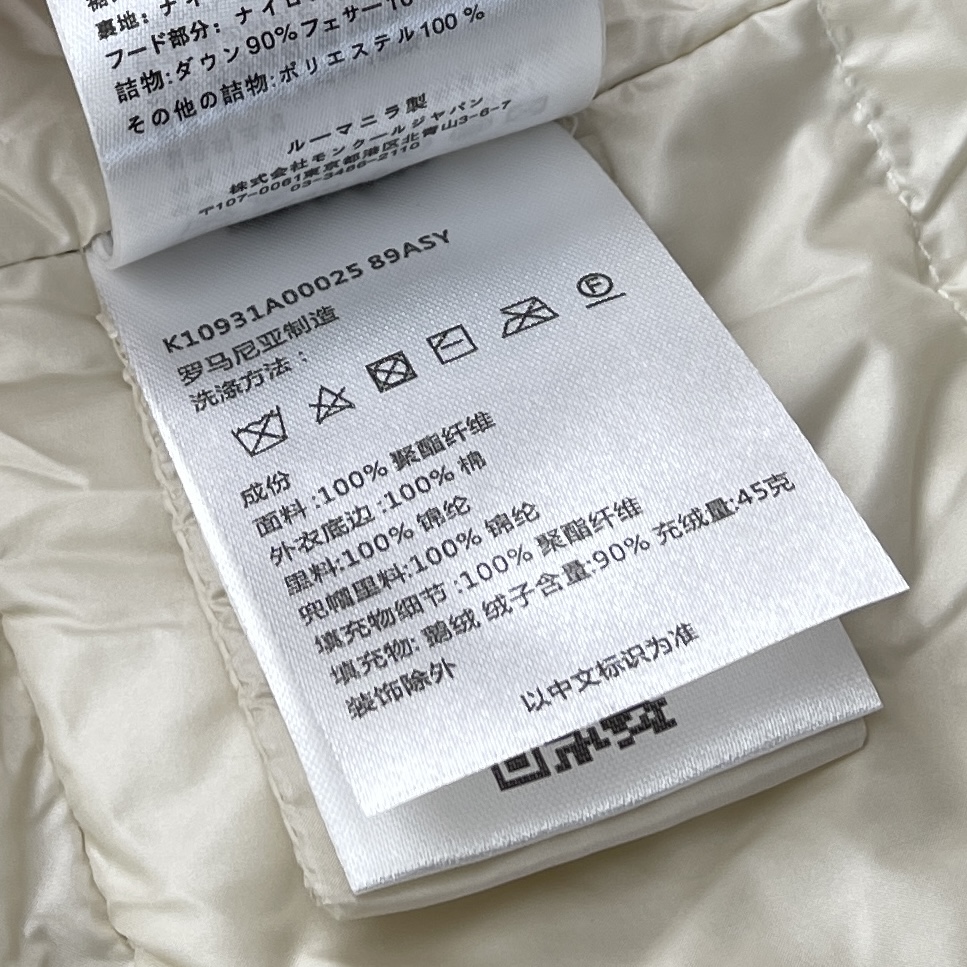 裏地: ナイ
フード部分: ナイロ
詰物:ダウン 90%フェザー10
その他の詰物:ポリエステル100 %
ルーマニラ製
株式会社モンクールジャパン
〒107-0061東京都港区北青山3-6-7
03-3486-2110
K10931A00025 89ASY
罗马尼亚制造
洗涤方法：
成份
面料 :100% 聚酯纤维
外衣底边 :100% 棉
里料:100% 锦纶
兜帽里料:100% 锦纶
填充物细节 :100% 聚酯纤维
填充物: 鹅绒 绒子含量:90% 充绒量:45克
装饰除外
以中文标识为准